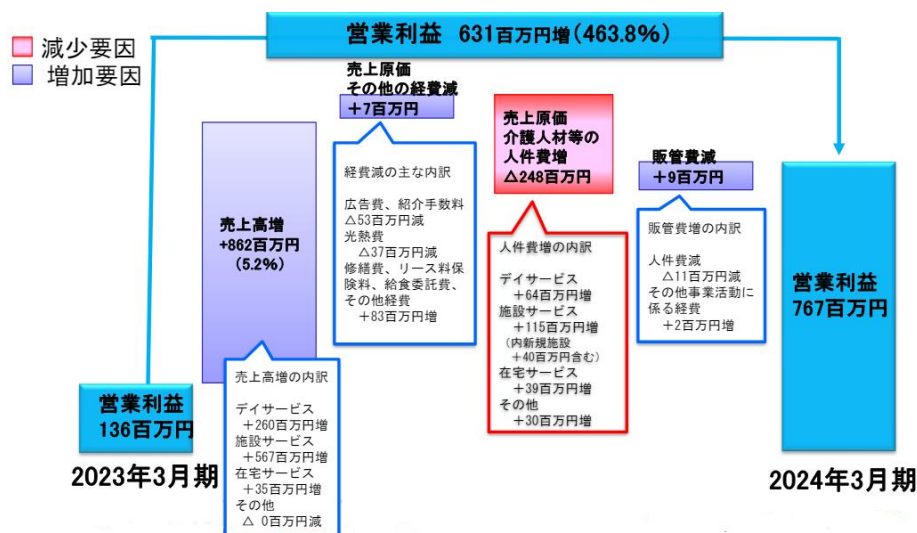 営業利益 631百万円増(463.8%)
減少要因
増加要因
売上原価
その他の経費減
+7百万円
売上原価
介護人材等の
人件費増
△248百万円
販管費減
+9百万円
売上高増
+862百万円
(5.2%)
経費減の主な内訳
広告費、紹介手数料
△53百万円減
光熱費
△37百万円減
修繕費、リース料保
険料、給食委託費、
その他経費
+83百万円増
人件費増の内訳
デイサービス
+64百万円増
施設サービス
+115百万円増
(内新規施設
+40百万円含む)
在宅サービス
+39百万円増
その他
+30百万円増
販管費増の内訳
人件費減
△11百万円減
その他事業活動に
係る経費
+2百万円増
営業利益
767百万円
売上高増の内訳
デイサービス
+260百万円増
施設サービス
+567百万円増
在宅サービス
+35百万円増
その他
△ 0百万円減
営業利益
136百万円
2023年3月期
2024年3月期